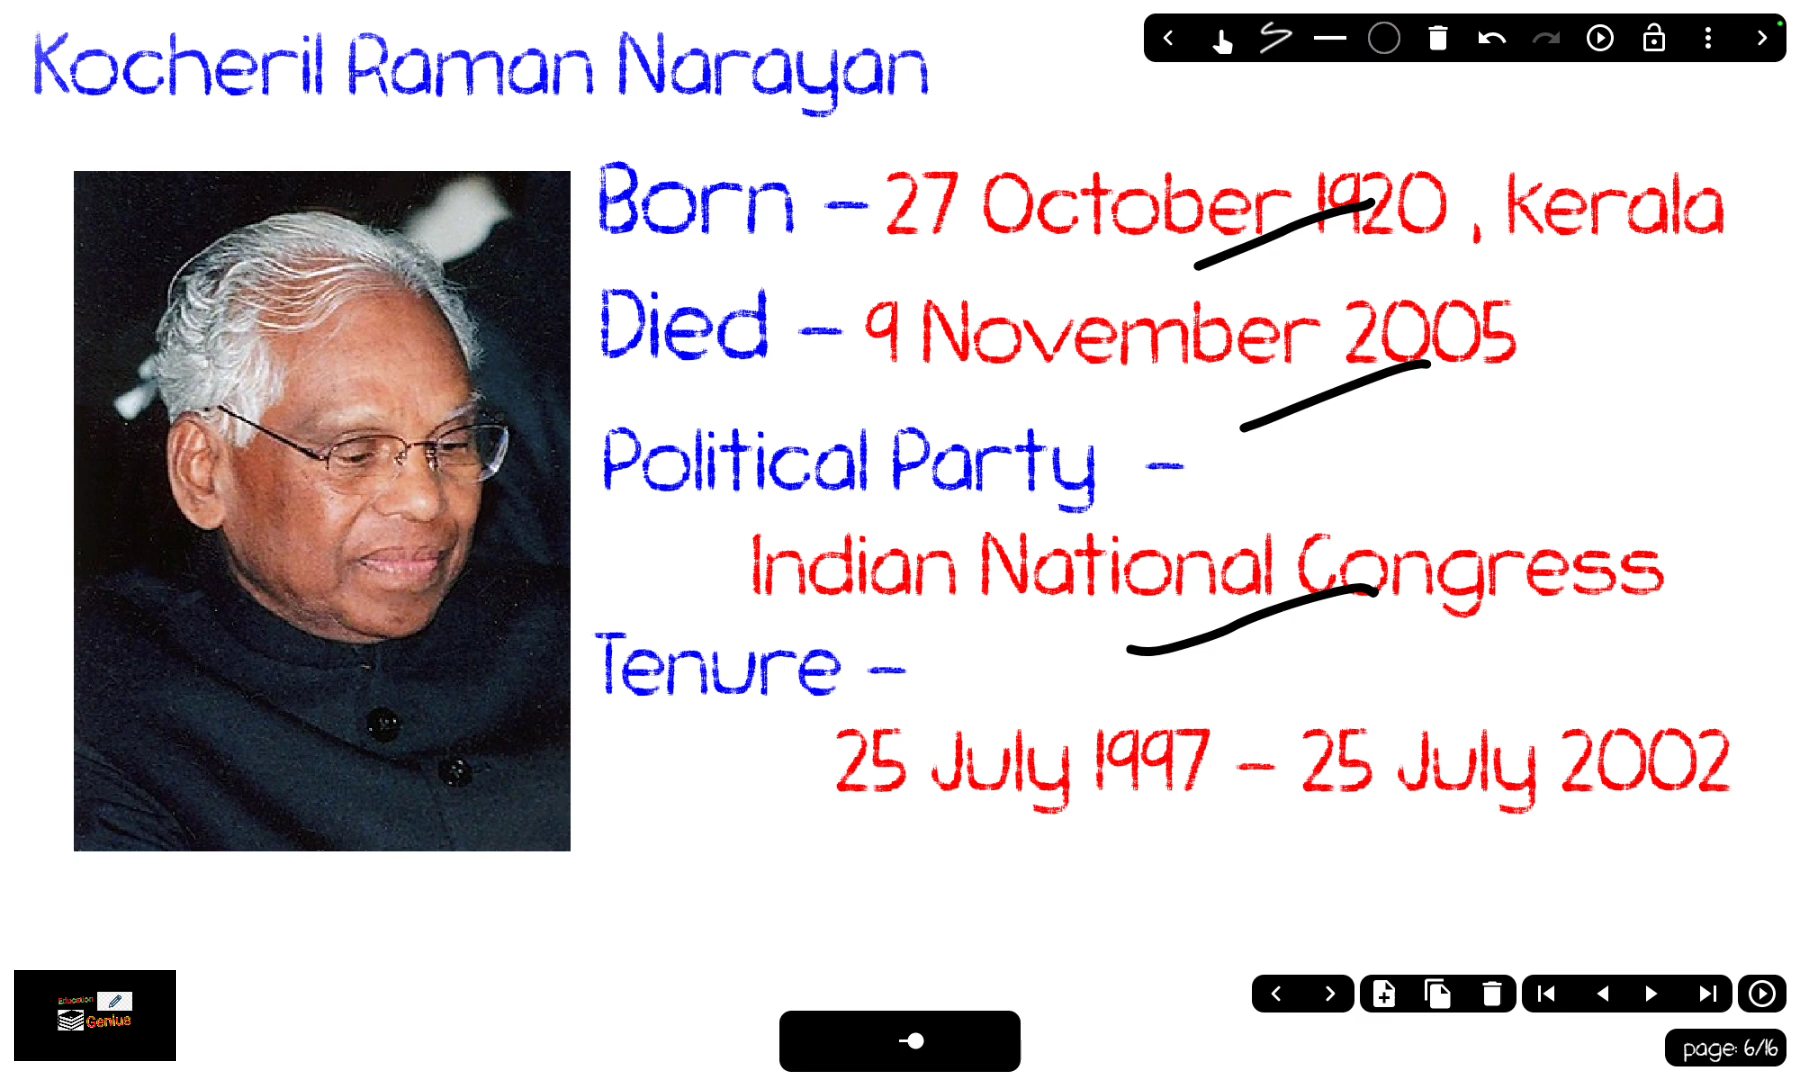 Kocheril Raman Narayan
Born - 27 October 1920 , Kerala
Died - 9 November 2005
Political Party -
Indian National Congress
Tenure -
25 July 1997 - 25 July 2002
Education
Genius
page: 6/16